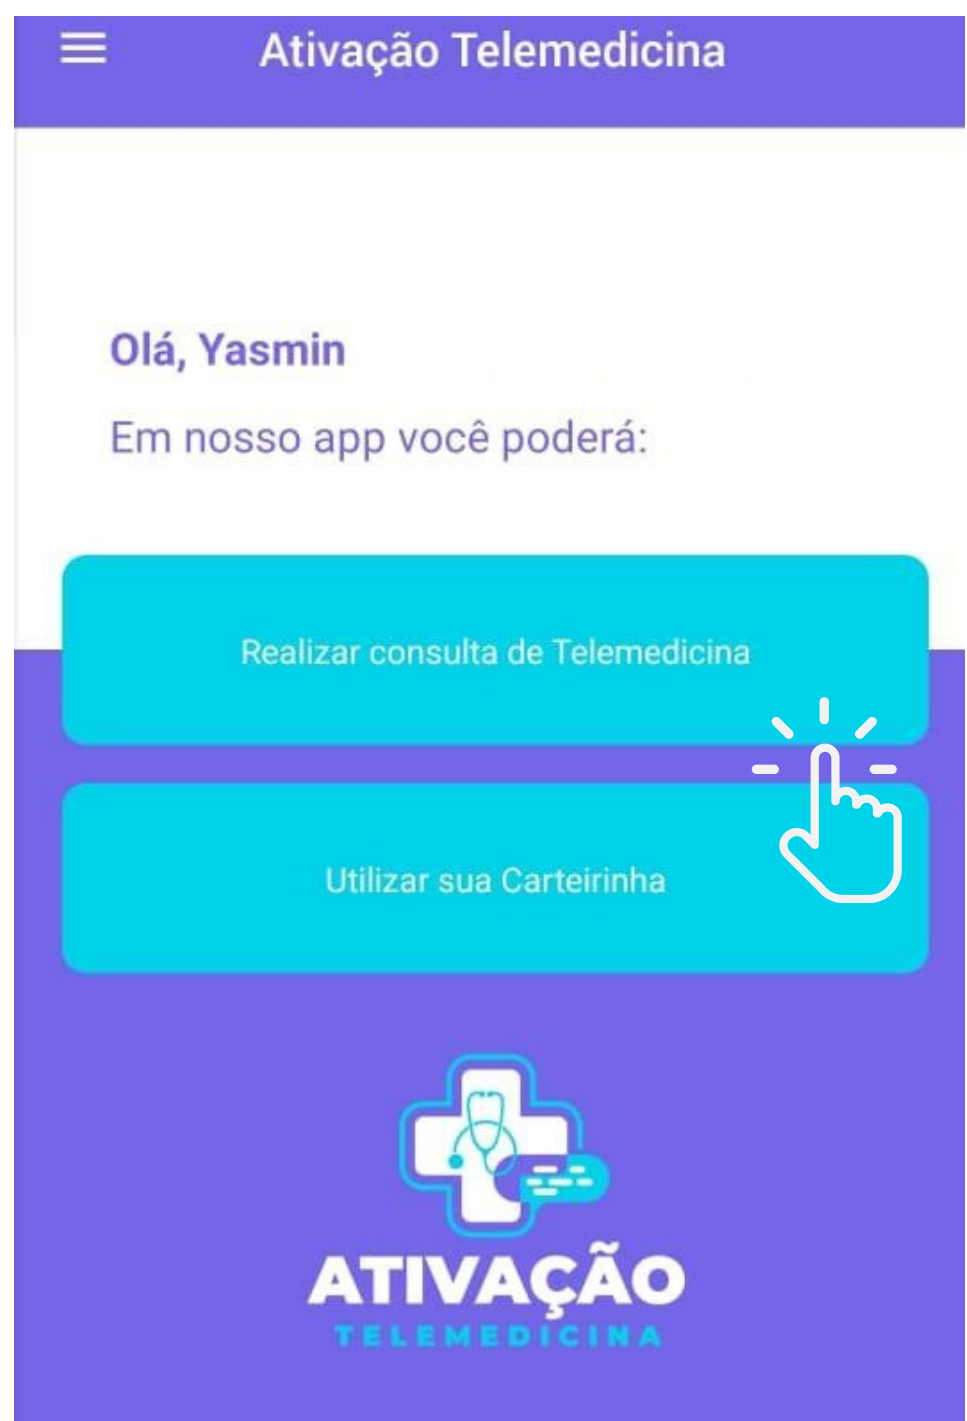 Ativação Telemedicina
Olá, Yasmin
Em nosso app você poderá:
Realizar consulta de Telemedicina
Utilizar sua Carteirinha
ATIVAÇÃO
TELEMEDICINA